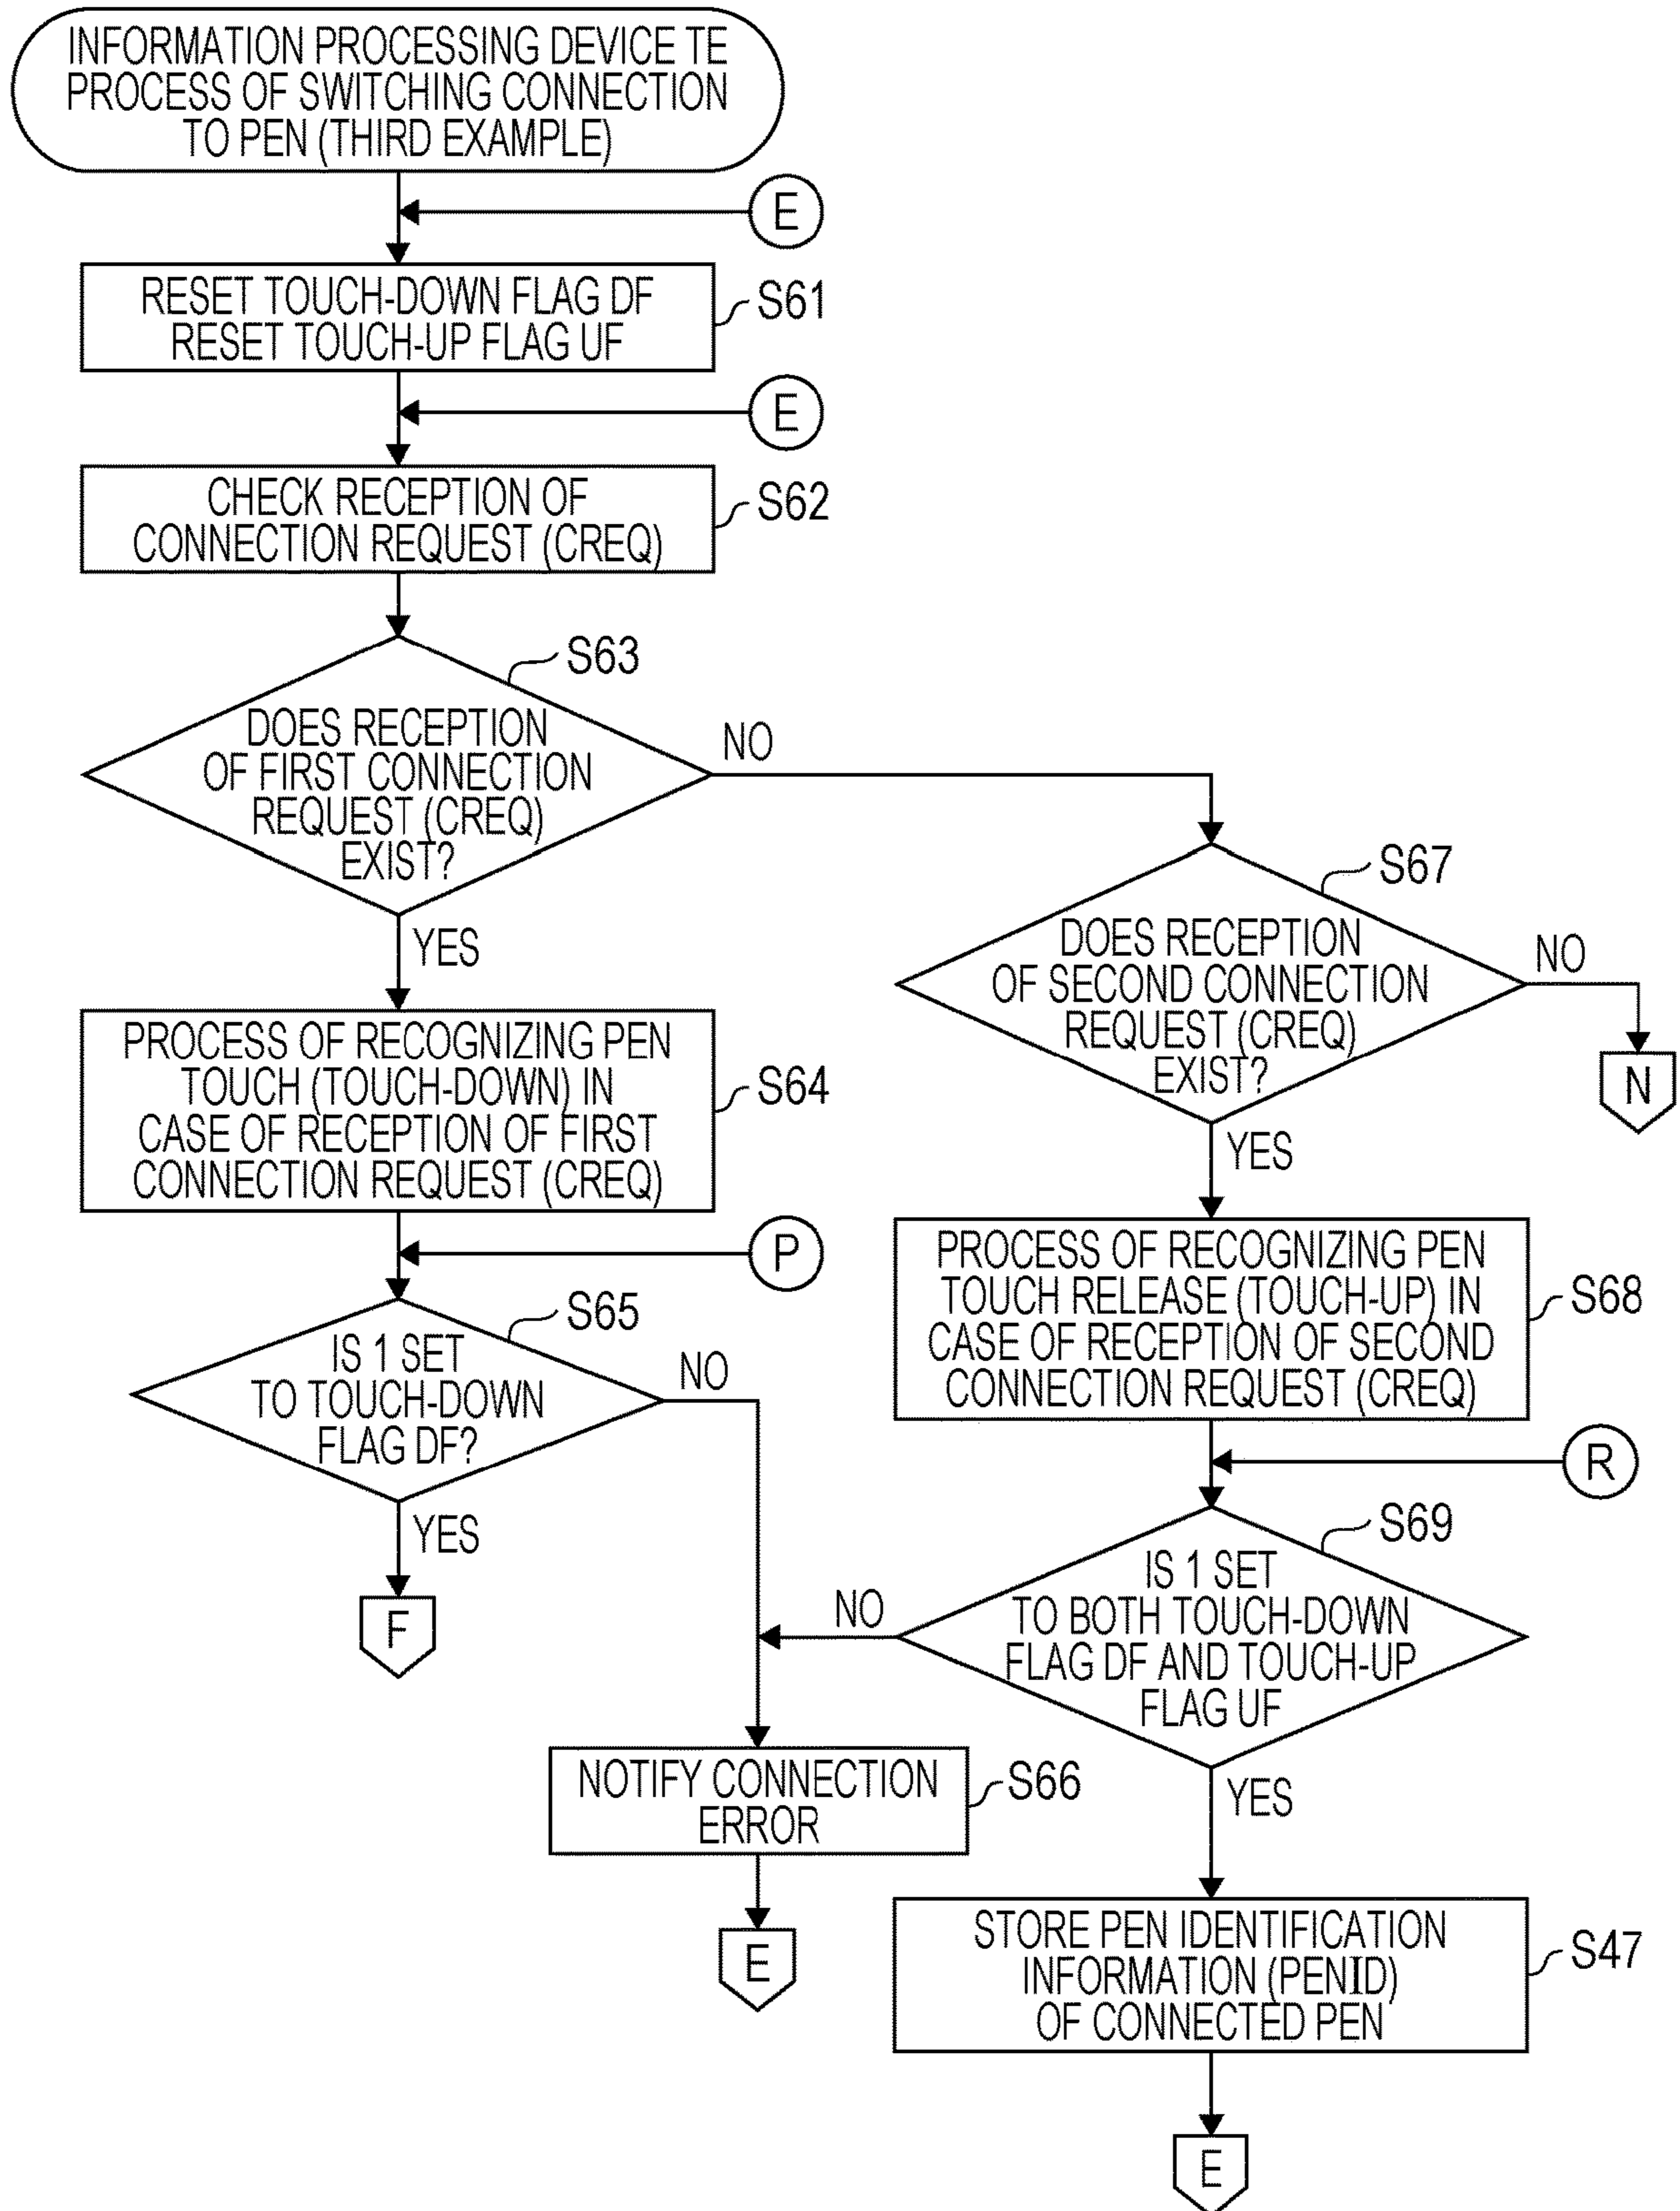 INFORMATION PROCESSING DEVICE TE
PROCESS OF SWITCHING CONNECTION
TO PEN (THIRD EXAMPLE)
E
RESET TOUCH-DOWN FLAG DF
RESET TOUCH-UP FLAG UF
S61
E
CHECK RECEPTION OF
CONNECTION REQUEST (CREQ)
S62
S63
DOES RECEPTION
OF FIRST CONNECTION
REQUEST (CREQ)
EXIST?
NO
YES
S67
DOES RECEPTION
OF SECOND CONNECTION
REQUEST (CREQ)
EXIST?
NO
N
YES
PROCESS OF RECOGNIZING PEN
TOUCH (TOUCH-DOWN) IN
CASE OF RECEPTION OF FIRST
CONNECTION REQUEST (CREQ)
S64
P
PROCESS OF RECOGNIZING PEN
TOUCH RELEASE (TOUCH-UP) IN
CASE OF RECEPTION OF SECOND
CONNECTION REQUEST (CREQ)
S68
S65
IS 1 SET
TO TOUCH-DOWN
FLAG DF?
NO
YES
F
R
S69
IS 1 SET
TO BOTH TOUCH-DOWN
FLAG DF AND TOUCH-UP
FLAG UF
NO
YES
NOTIFY CONNECTION
ERROR
S66
E
STORE PEN IDENTIFICATION
INFORMATION (PENID)
OF CONNECTED PEN
S47
E